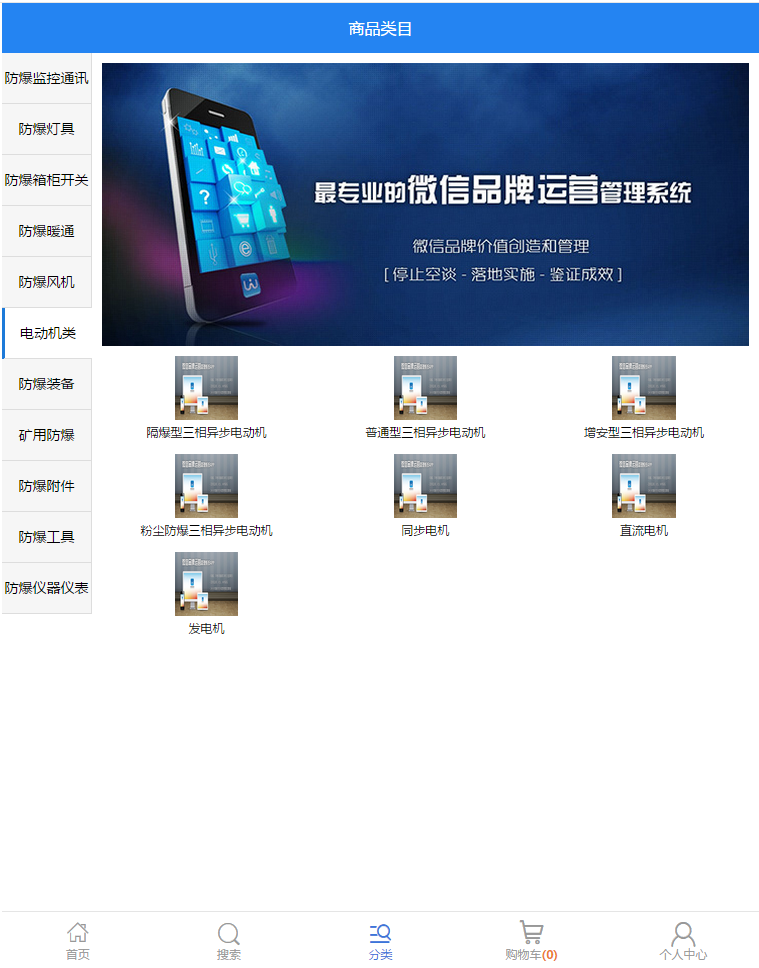 商品类目
防爆监控通讯
防爆灯具
防爆箱柜开关
防爆暖通
防爆风机
电动机类
防爆装备
矿用防爆
防爆附件
防爆工具
防爆仪器仪表
最专业的微信品牌运营管理系统
微信品牌价值创造和管理
[ 停止空谈 - 落地实施 - 鉴证成效 ]
隔爆型三相异步电动机
普通型三相异步电动机
增安型三相异步电动机
粉尘防爆三相异步电动机
同步电机
直流电机
发电机
首页
搜索
分类
购物车(0)
个人中心